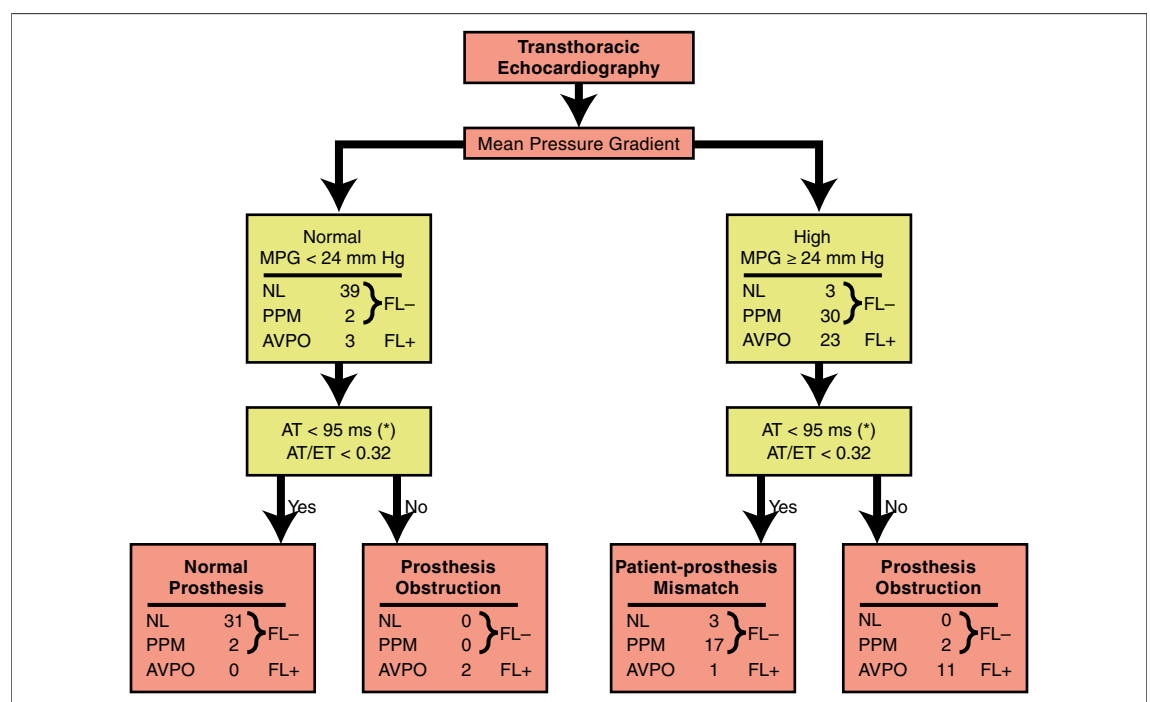 Transthoracic
Echocardiography
Mean Pressure Gradient
Normal
MPG < 24 mm Hg
NL 39
FL–
PPM 2
AVPO 3 FL+
High
MPG ≥ 24 mm Hg
NL 3
FL–
PPM 30
AVPO 23 FL+
AT < 95 ms (*)
AT/ET < 0.32
AT < 95 ms (*)
AT/ET < 0.32
Yes
No
Yes
No
Normal
Prosthesis
NL 31
FL–
PPM 2
AVPO 0 FL+
Prosthesis
Obstruction
NL 0
FL–
PPM 0
AVPO 2 FL+
Patient-prosthesis
Mismatch
NL 3
FL–
PPM 17
AVPO 1 FL+
Prosthesis
Obstruction
NL 0
FL–
PPM 2
AVPO 11 FL+